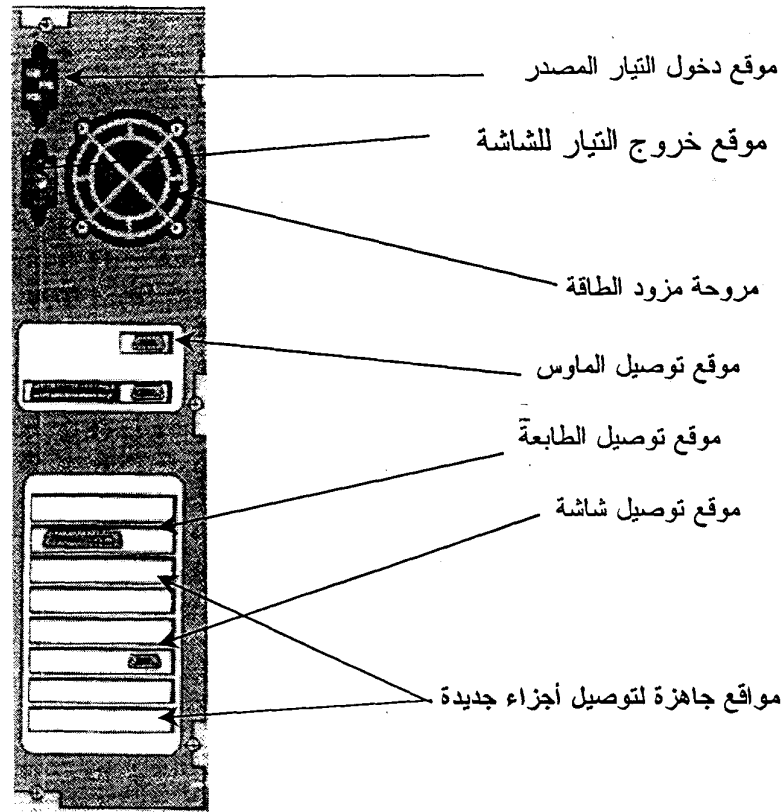 موقع دخول التيار المصدر
موقع خروج التيار للشاشة
مروحة مزود الطاقة
موقع توصيل الماوس
موقع توصيل الطابعة
موقع توصيل شاشة
مواقع جاهزة لتوصيل أجزاء جديدة